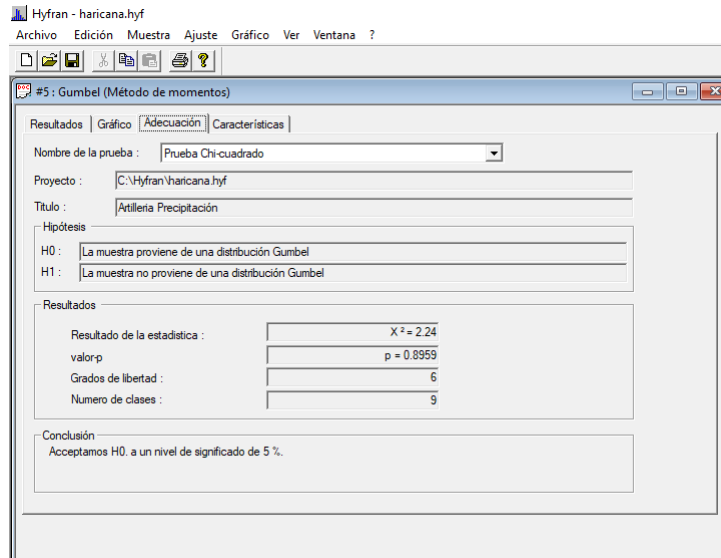 Hyfran - haricana.hyf
Archivo Edición Muestra Ajuste Gráfico Ver Ventana ?
#5 : Gumbel (Método de momentos)
Resultados Gráfico Adecuación Características
Nombre de la prueba : Prueba Chi-cuadrado
Proyecto : C:\Hyfran\haricana.hyf
Titulo : Artilleria Precipitación
Hipótesis
H0 : La muestra proviene de una distribución Gumbel
H1 : La muestra no proviene de una distribución Gumbel
Resultados
Resultado de la estadistica : X² = 2.24
valor-p p = 0.8959
Grados de libertad : 6
Numero de clases : 9
Conclusión
Acceptamos H0. a un nivel de significado de 5 %.